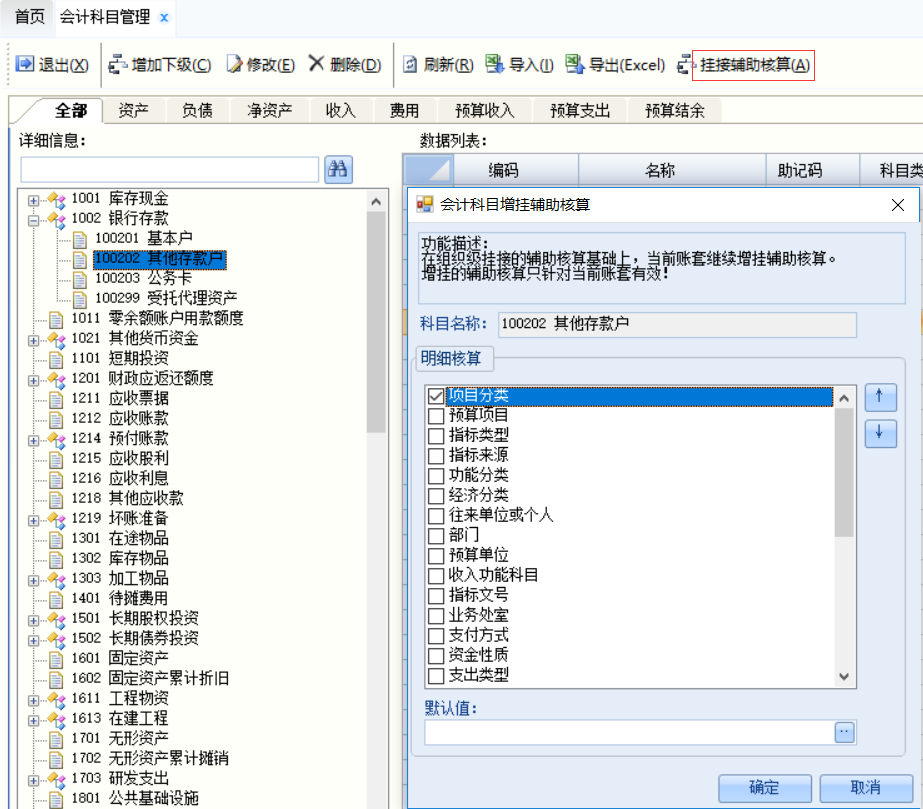 首页 会计科目管理 x
退出(X) 增加下级(C) 修改(E) 删除(D) 刷新(R) 导入(I) 导出(Excel) 挂接辅助核算(A)
全部 资产 负债 净资产 收入 费用 预算收入 预算支出 预算结余
详细信息:
1001 库存现金
1002 银行存款
100201 基本户
100202 其他存款户
100203 公务卡
100299 受托代理资产
1011 零余额账户用款额度
1021 其他货币资金
1101 短期投资
1201 财政应返还额度
1211 应收票据
1212 应收账款
1214 预付账款
1215 应收股利
1216 应收利息
1218 其他应收款
1219 坏账准备
1301 在途物品
1302 库存物品
1303 加工物品
1401 待摊费用
1501 长期股权投资
1502 长期债券投资
1601 固定资产
1602 固定资产累计折旧
1611 工程物资
1613 在建工程
1701 无形资产
1702 无形资产累计摊销
1703 研发支出
1801 公共基础设施
数据列表:
编码 名称 助记码 科目类
会计科目增挂辅助核算
功能描述:
在组织级挂接的辅助核算基础上，当前账套继续增挂辅助核算。
增挂的辅助核算只针对当前账套有效!
科目名称: 100202 其他存款户
明细核算
项目分类
预算项目
指标类型
指标来源
功能分类
经济分类
往来单位或个人
部门
预算单位
收入功能科目
指标文号
业务处室
支付方式
资金性质
支出类型
默认值:
确定 取消